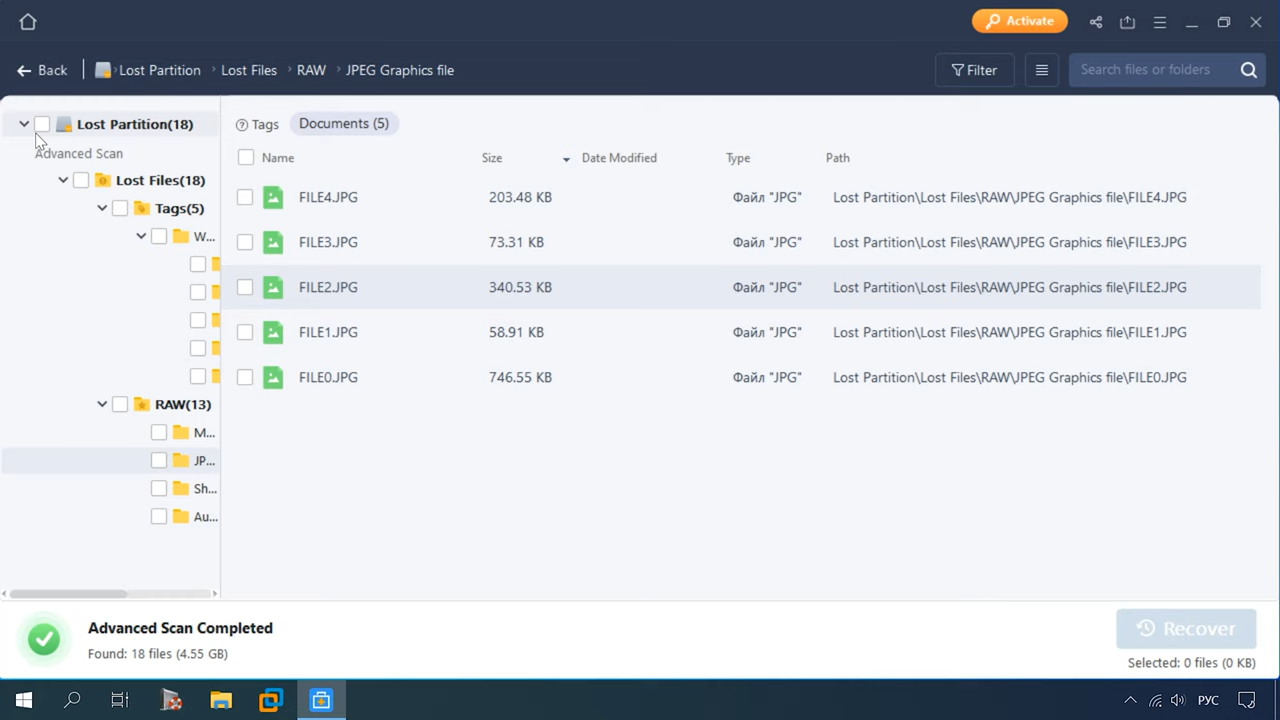 Activate
Back
Lost Partition
Lost Files
RAW
JPEG Graphics file
Filter
Search files or folders
Lost Partition(18)
Advanced Scan
Lost Files(18)
Tags(5)
W...
RAW(13)
M...
JP...
Sh...
Au...
Tags Documents (5)
Name Size Date Modified Type Path
FILE4.JPG 203.48 KB Файл "JPG" Lost Partition\Lost Files\RAW\JPEG Graphics file\FILE4.JPG
FILE3.JPG 73.31 KB Файл "JPG" Lost Partition\Lost Files\RAW\JPEG Graphics file\FILE3.JPG
FILE2.JPG 340.53 KB Файл "JPG" Lost Partition\Lost Files\RAW\JPEG Graphics file\FILE2.JPG
FILE1.JPG 58.91 KB Файл "JPG" Lost Partition\Lost Files\RAW\JPEG Graphics file\FILE1.JPG
FILE0.JPG 746.55 KB Файл "JPG" Lost Partition\Lost Files\RAW\JPEG Graphics file\FILE0.JPG
Advanced Scan Completed
Found: 18 files (4.55 GB)
Recover
Selected: 0 files (0 KB)
РУС